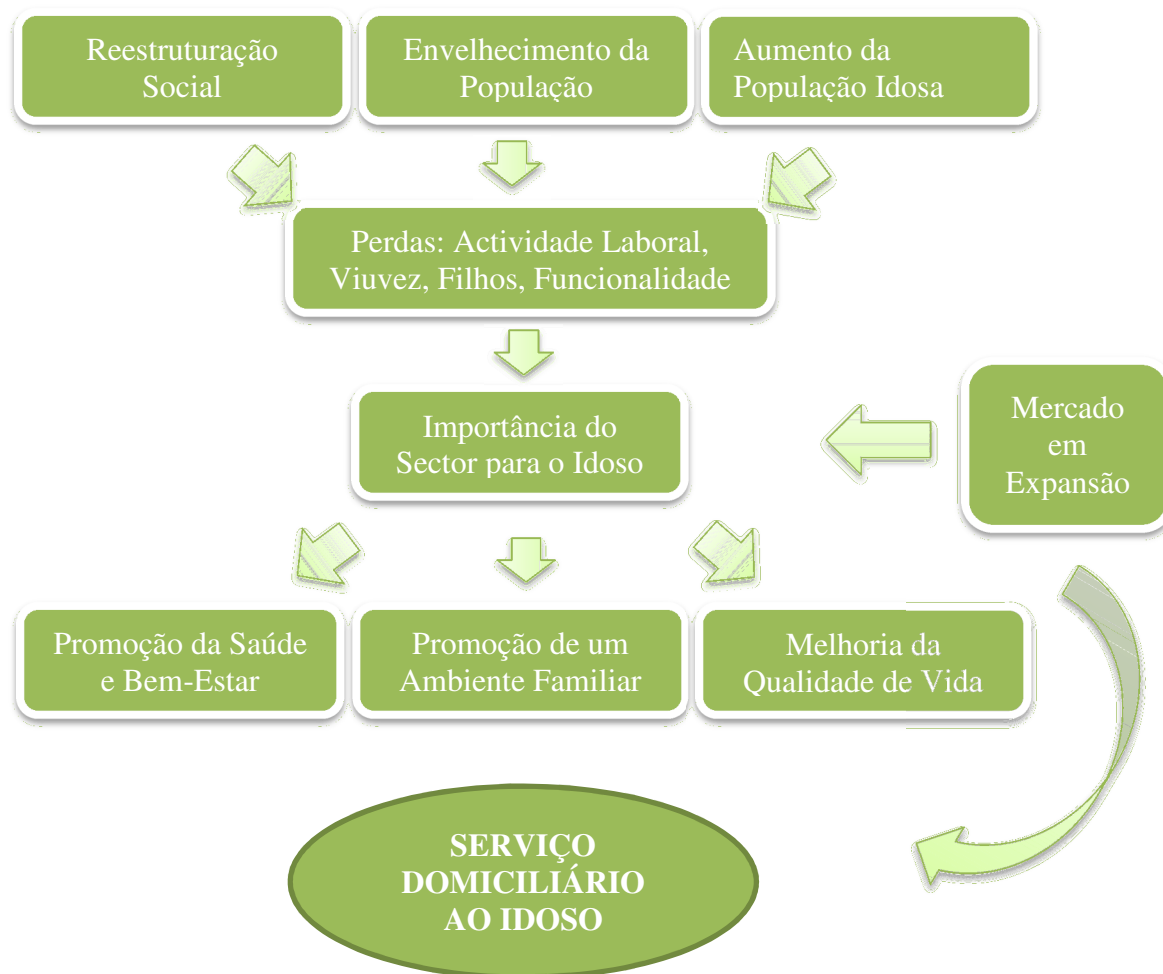 Reestruturação
Social
Envelhecimento da
População
Aumento da
População Idosa
Perdas: Actividade Laboral,
Viuvez, Filhos, Funcionalidade
Importância do
Sector para o Idoso
Mercado
em
Expansão
Promoção da Saúde
e Bem-Estar
Promoção de um
Ambiente Familiar
Melhoria da
Qualidade de Vida
SERVIÇO
DOMICILIÁRIO
AO IDOSO